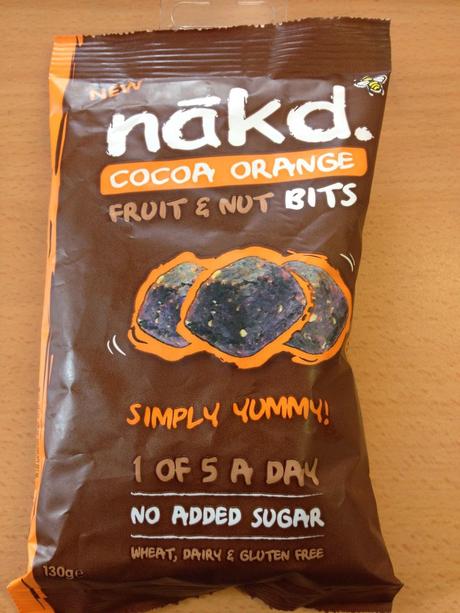 NEW
nākd.
COCOA ORANGE
FRUIT & NUT BITS
SIMPLY YUMMY!
1 OF 5 A DAY
NO ADDED SUGAR
WHEAT, DAIRY & GLUTEN FREE
130g℮